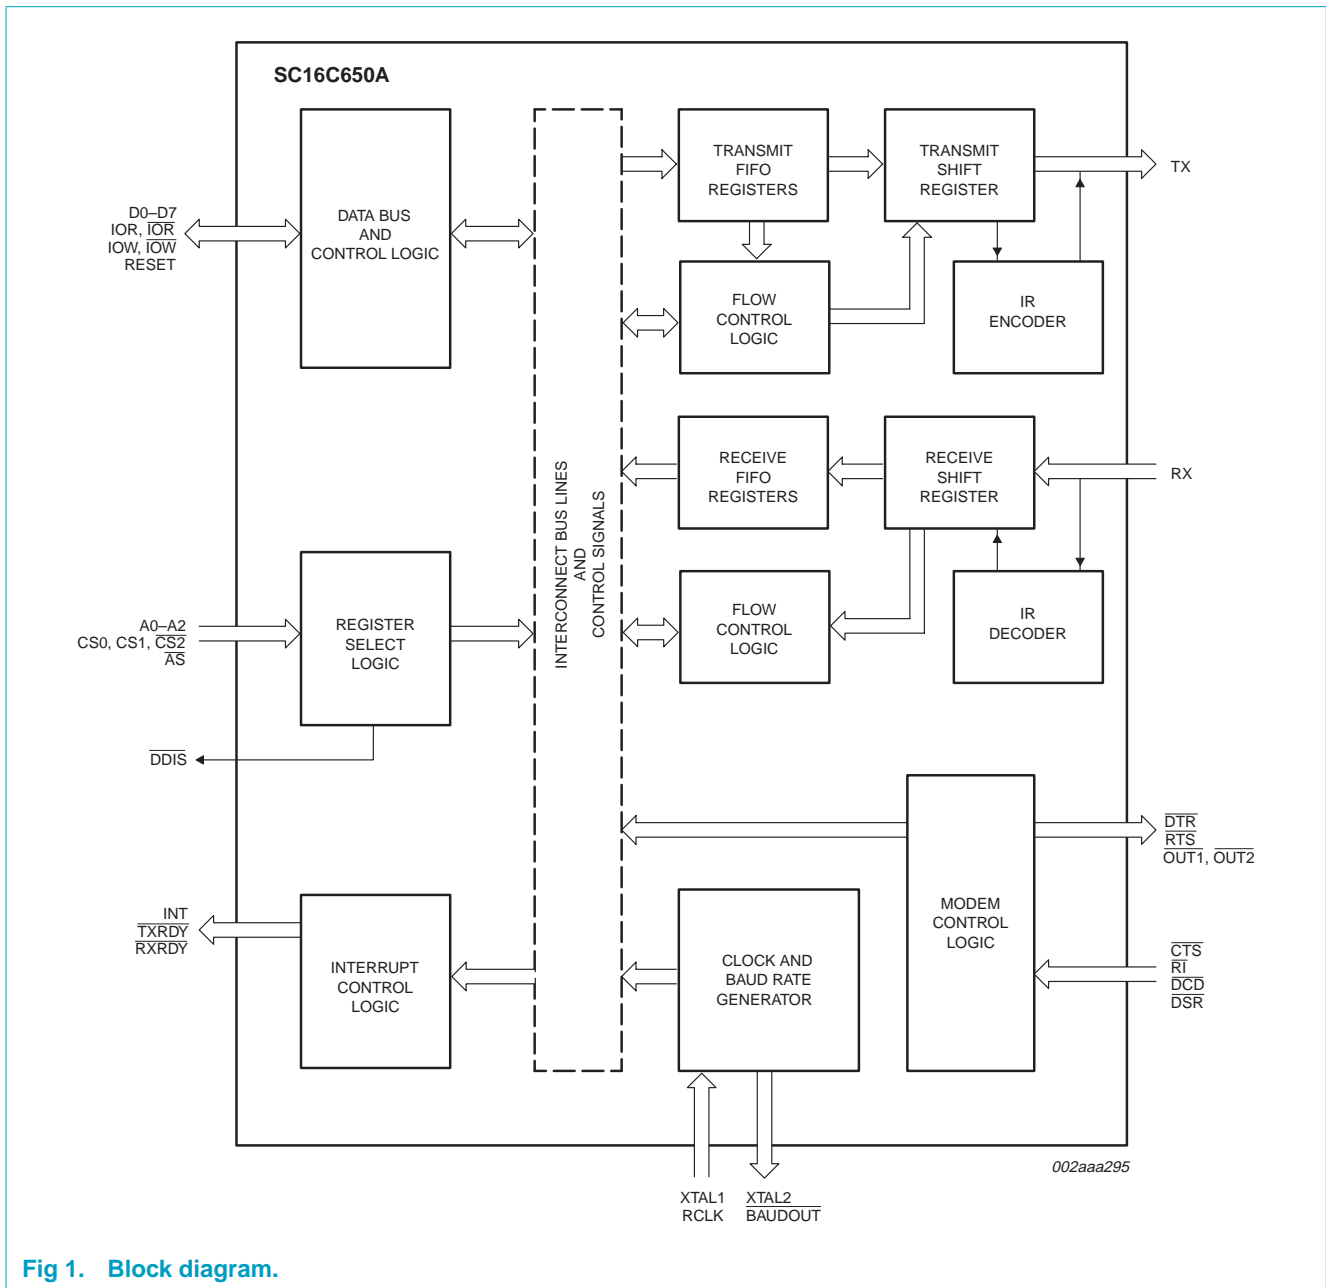 SC16C650A
D0–D7
IOR, IOR
IOW, IOW
RESET
DATA BUS
AND
CONTROL LOGIC
TRANSMIT
FIFO
REGISTERS
TRANSMIT
SHIFT
REGISTER
TX
FLOW
CONTROL
LOGIC
IR
ENCODER
INTERCONNECT BUS LINES
AND
CONTROL SIGNALS
RECEIVE
FIFO
REGISTERS
RECEIVE
SHIFT
REGISTER
RX
FLOW
CONTROL
LOGIC
IR
DECODER
A0–A2
CS0, CS1, CS2
AS
REGISTER
SELECT
LOGIC
DDIS
DTR
RTS
OUT1, OUT2
MODEM
CONTROL
LOGIC
CTS
RI
DCD
DSR
INT
TXRDY
RXRDY
INTERRUPT
CONTROL
LOGIC
CLOCK AND
BAUD RATE
GENERATOR
XTAL1
RCLK
XTAL2
BAUDOUT
002aaa295
Fig 1. Block diagram.